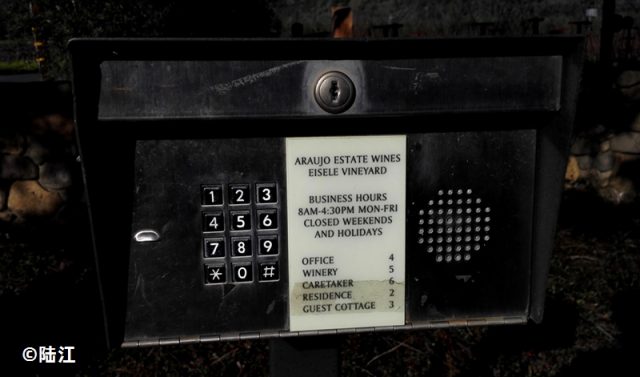 ARAUJO ESTATE WINES
EISELE VINEYARD
BUSINESS HOURS
8AM-4:30PM MON-FRI
CLOSED WEEKENDS
AND HOLIDAYS
OFFICE 4
WINERY 5
CARETAKER 6
RESIDENCE 2
GUEST COTTAGE 3
1 2 3
4 5 6
7 8 9
* 0 #
©陆江